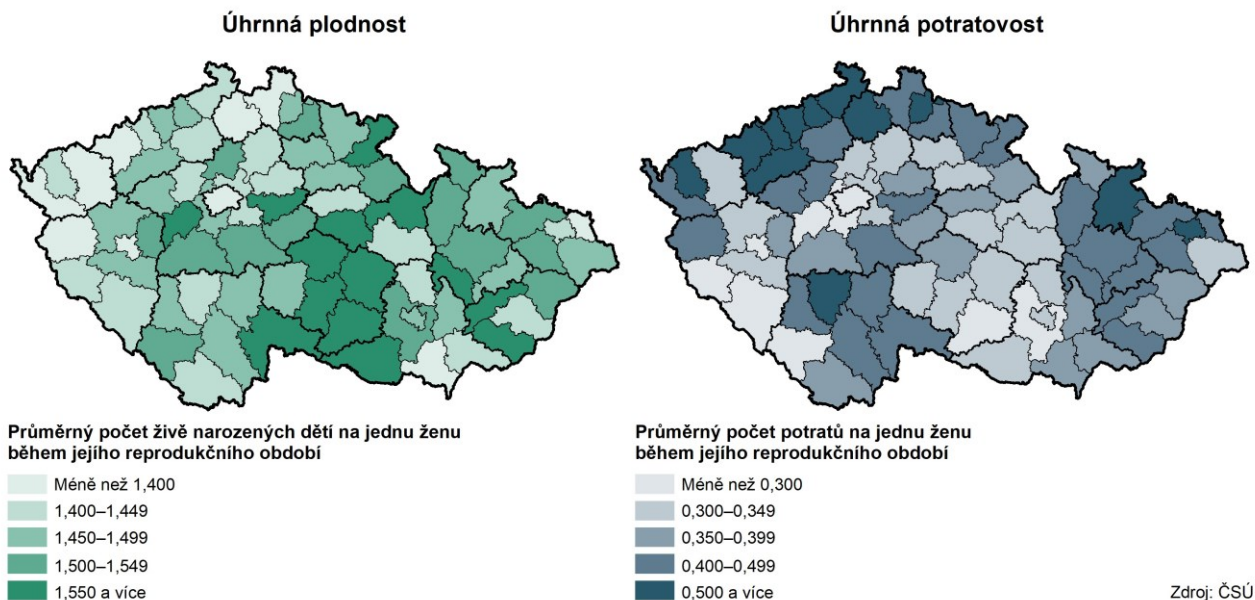 Úhrnná plodnost
Úhrnná potratovost
Průměrný počet živě narozených dětí na jednu ženu
během jejího reprodukčního období
Méně než 1,400
1,400–1,449
1,450–1,499
1,500–1,549
1,550 a více
Průměrný počet potratů na jednu ženu
během jejího reprodukčního období
Méně než 0,300
0,300–0,349
0,350–0,399
0,400–0,499
0,500 a více
Zdroj: ČSÚ